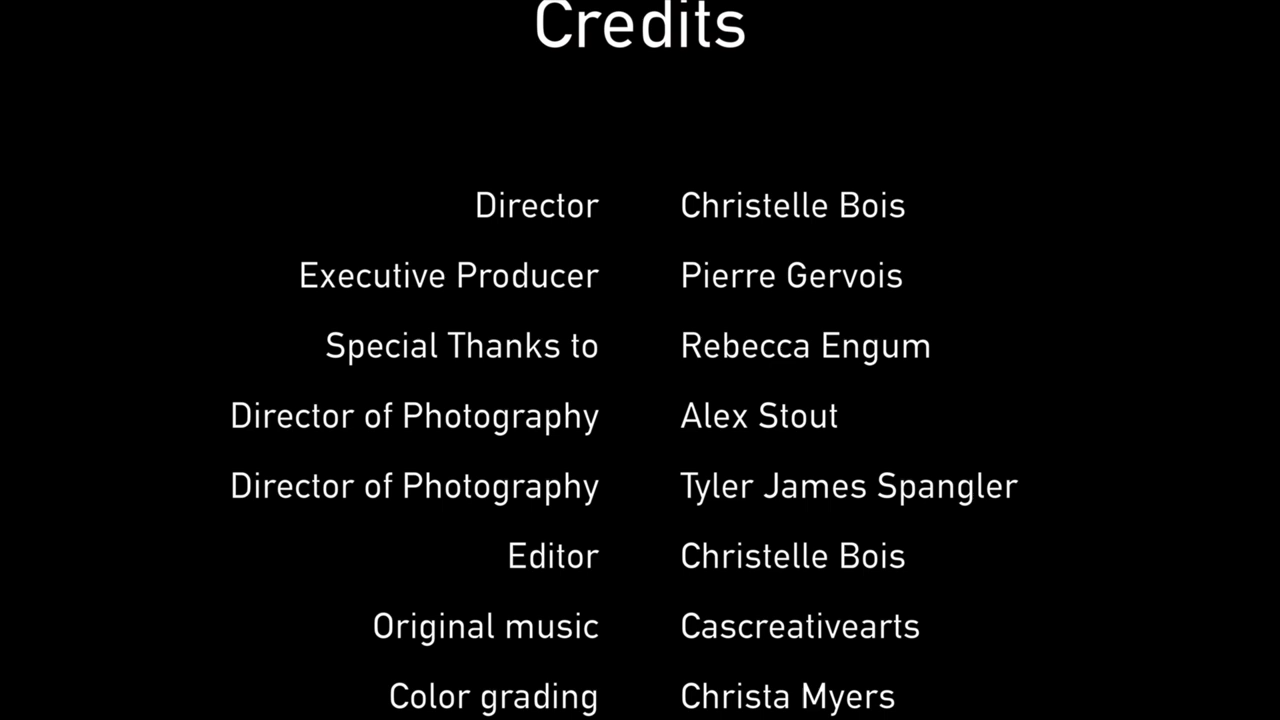 Credits
Director Christelle Bois
Executive Producer Pierre Gervois
Special Thanks to Rebecca Engum
Director of Photography Alex Stout
Director of Photography Tyler James Spangler
Editor Christelle Bois
Original music Cascreativearts
Color grading Christa Myers